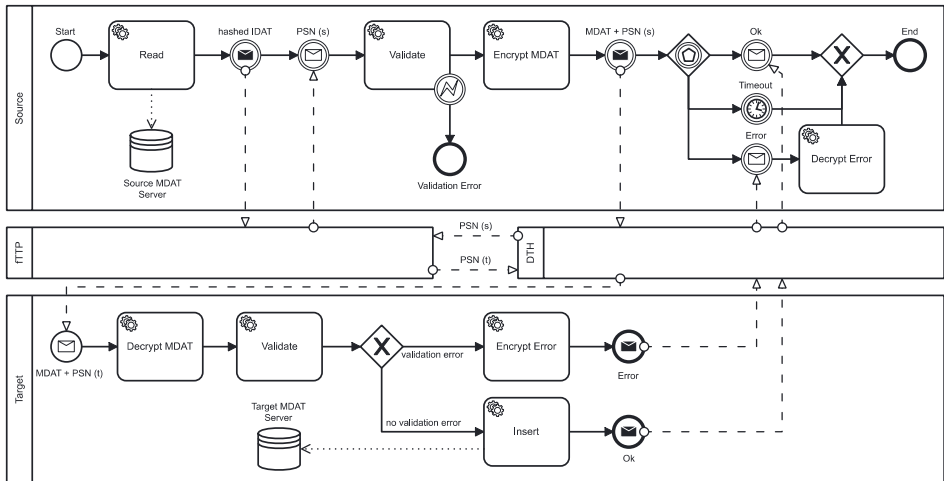 Source
Start
Read
Source MDAT
Server
hashed IDAT
PSN (s)
Validate
Validation Error
Encrypt MDAT
MDAT + PSN (s)
Ok
Timeout
Error
Decrypt Error
End
fTTP
PSN (s)
PSN (t)
DTH
Target
MDAT + PSN (t)
Decrypt MDAT
Validate
validation error
no validation error
Encrypt Error
Error
Target MDAT
Server
Insert
Ok